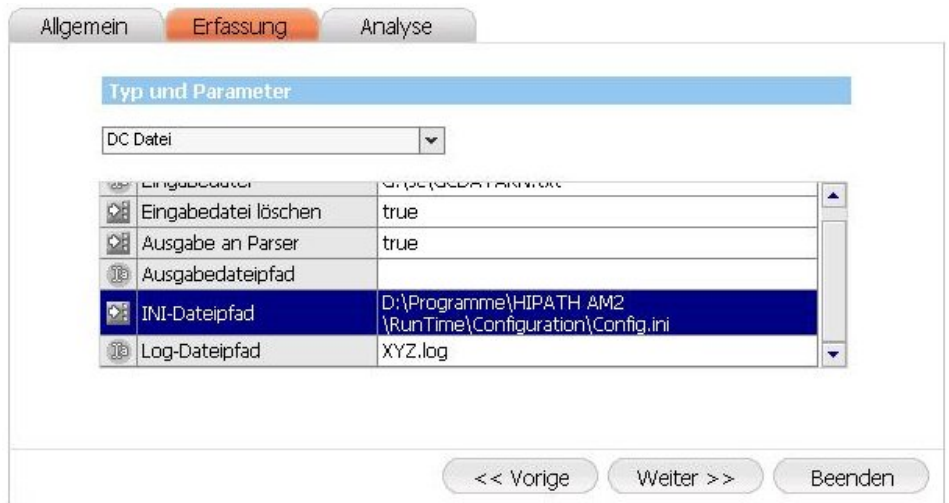 Allgemein
Erfassung
Analyse
Typ und Parameter
DC Datei
Eingabedatei
Eingabedatei löschen
true
Ausgabe an Parser
true
Ausgabedateipfad
INI-Dateipfad
D:\Programme\HIPATH AM2
\RunTime\Configuration\Config.ini
Log-Dateipfad
XYZ.log
<< Vorige
Weiter >>
Beenden